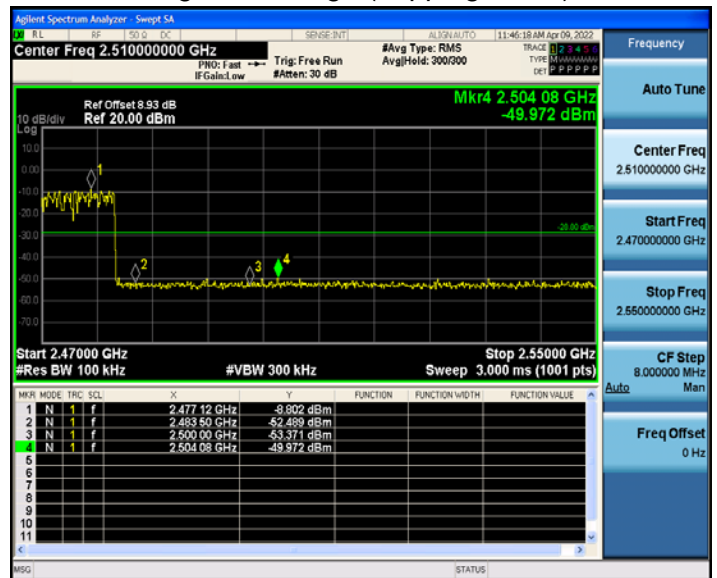 Agilent Spectrum Analyzer - Swept SA
LXI RL RF 50 Ω DC SENSE:INT ALIGN AUTO 11:46:18 AM Apr 09, 2022
Center Freq 2.510000000 GHz
PNO: Fast
IFGain:Low
Trig: Free Run
#Atten: 30 dB
#Avg Type: RMS
Avg|Hold: 300/300
TRACE 1 2 3 4 5 6
TYPE M
DET P P P P P P
Ref Offset 8.93 dB
10 dB/div Ref 20.00 dBm
Log
Mkr4 2.504 08 GHz
-49.972 dBm
10.0
0.00
-10.0
-20.0
-30.0
-40.0
-50.0
-60.0
-70.0
1
2
3
4
Start 2.47000 GHz Stop 2.55000 GHz
#Res BW 100 kHz #VBW 300 kHz Sweep 3.000 ms (1001 pts)
MKR MODE TRC SCL X Y FUNCTION FUNCTION WIDTH FUNCTION VALUE
1 N 1 f 2.477 12 GHz -8.802 dBm
2 N 1 f 2.483 50 GHz -52.489 dBm
3 N 1 f 2.500 00 GHz -53.371 dBm
4 N 1 f 2.504 08 GHz -49.972 dBm
5
6
7
8
9
10
11
MSG STATUS
Frequency
Auto Tune
Center Freq
2.510000000 GHz
Start Freq
2.470000000 GHz
Stop Freq
2.550000000 GHz
CF Step
8.000000 MHz
Auto Man
Freq Offset
0 Hz